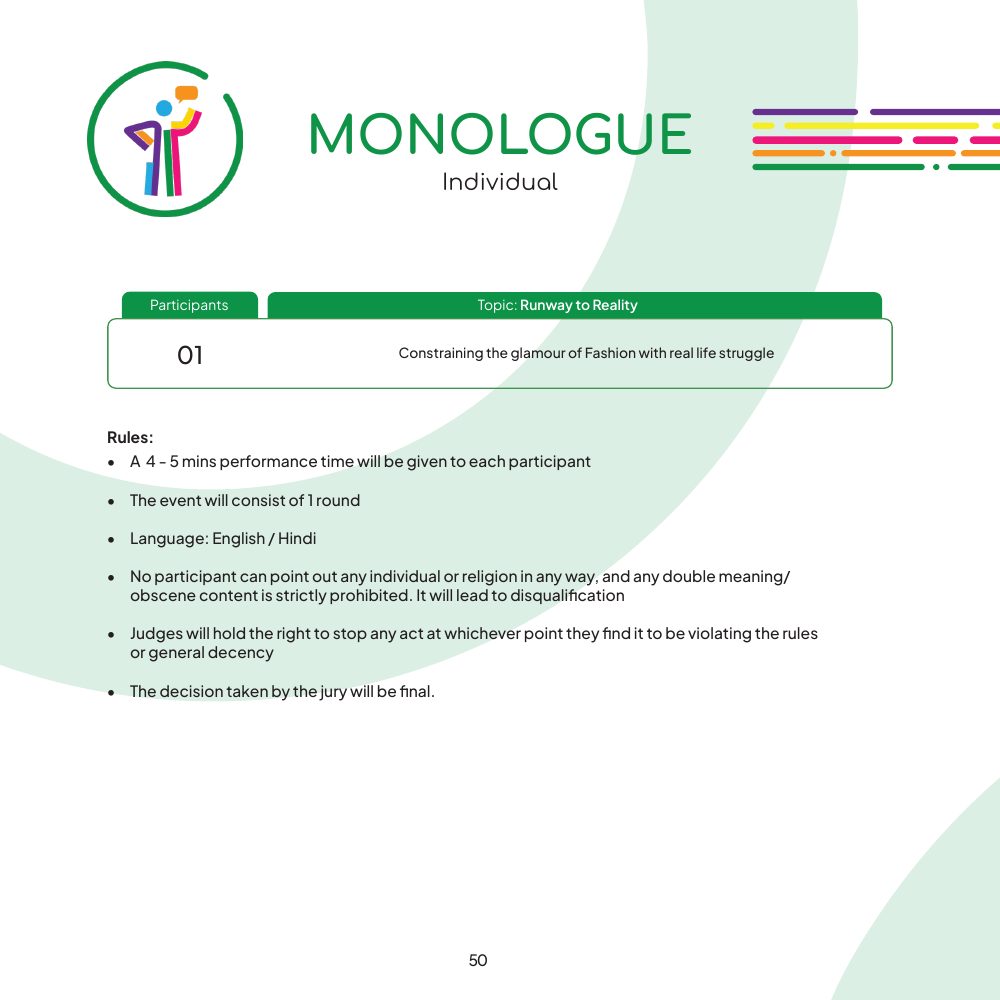 MONOLOGUE
Individual
Participants
Topic: Runway to Reality
01
Constraining the glamour of Fashion with real life struggle
Rules:
• A 4 - 5 mins performance time will be given to each participant
• The event will consist of 1 round
• Language: English / Hindi
• No participant can point out any individual or religion in any way, and any double meaning/
obscene content is strictly prohibited. It will lead to disqualification
• Judges will hold the right to stop any act at whichever point they find it to be violating the rules
or general decency
• The decision taken by the jury will be final.
50